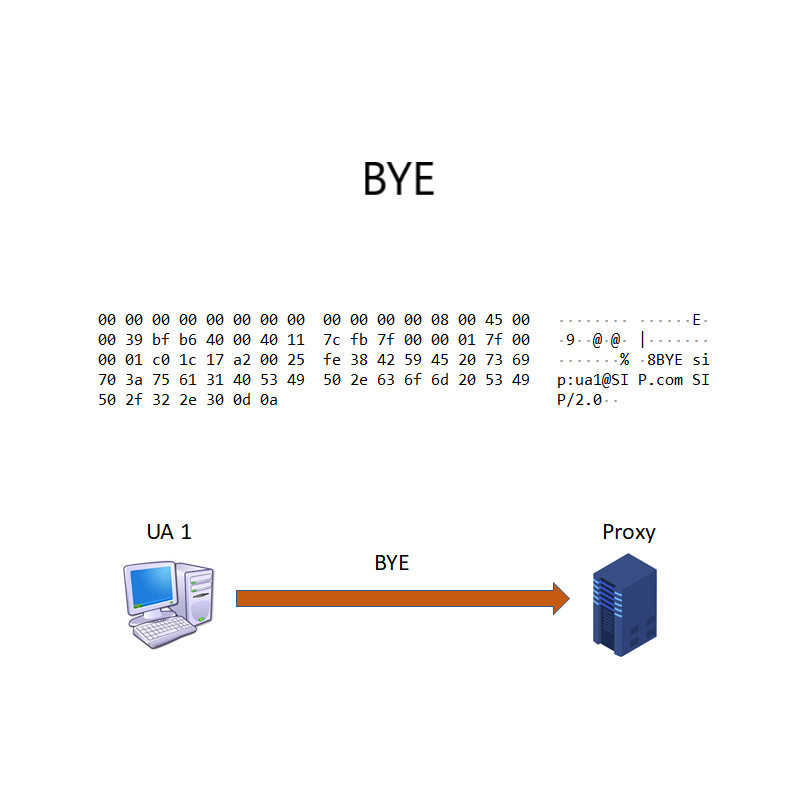 BYE
00 00 00 00 00 00 00 00  00 00 00 00 08 00 45 00  ········ ······E·
00 39 bf b6 40 00 40 11  7c fb 7f 00 00 01 7f 00  ·9··@·@· |·······
00 01 c0 1c 17 a2 00 25  fe 38 42 59 45 20 73 69  ·······% ·8BYE si
70 3a 75 61 31 40 53 49  50 2e 63 6f 6d 20 53 49  p:ua1@SI P.com SI
50 2f 32 2e 30 0d 0a  P/2.0··
UA 1
Proxy
BYE